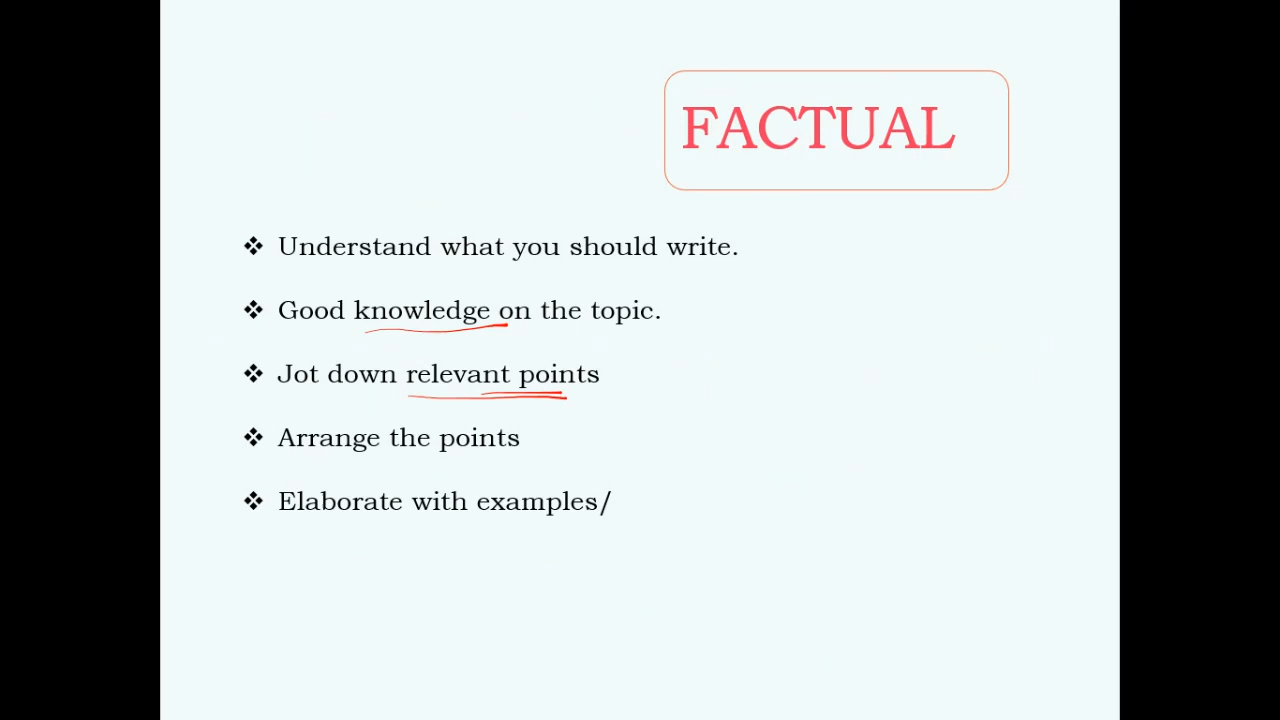 FACTUAL
❖ Understand what you should write.
❖ Good knowledge on the topic.
❖ Jot down relevant points
❖ Arrange the points
❖ Elaborate with examples/